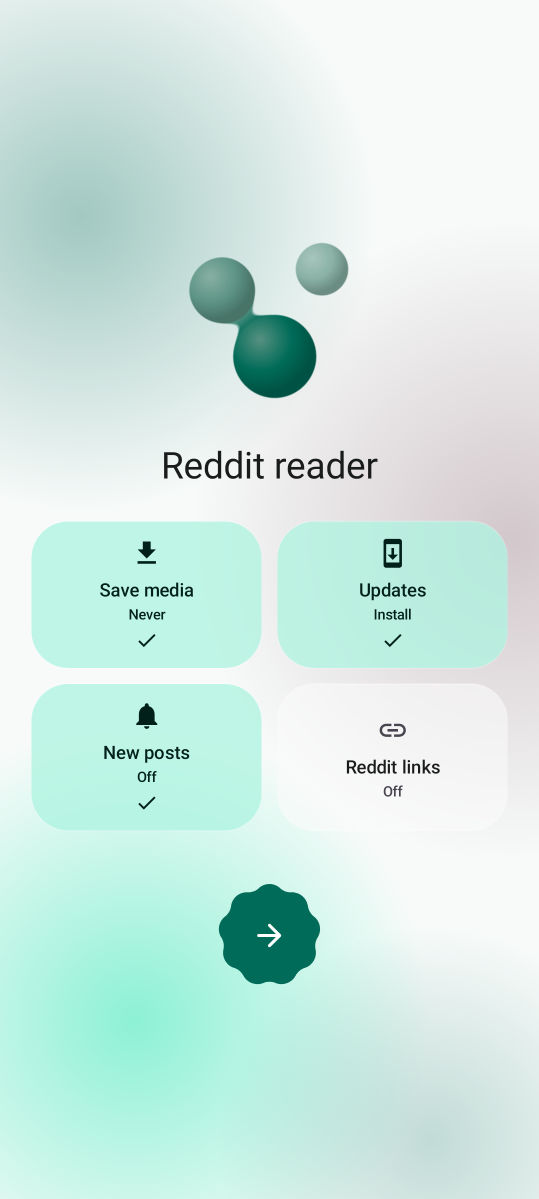 Reddit reader
Save media
Never
Updates
Install
New posts
Off
Reddit links
Off